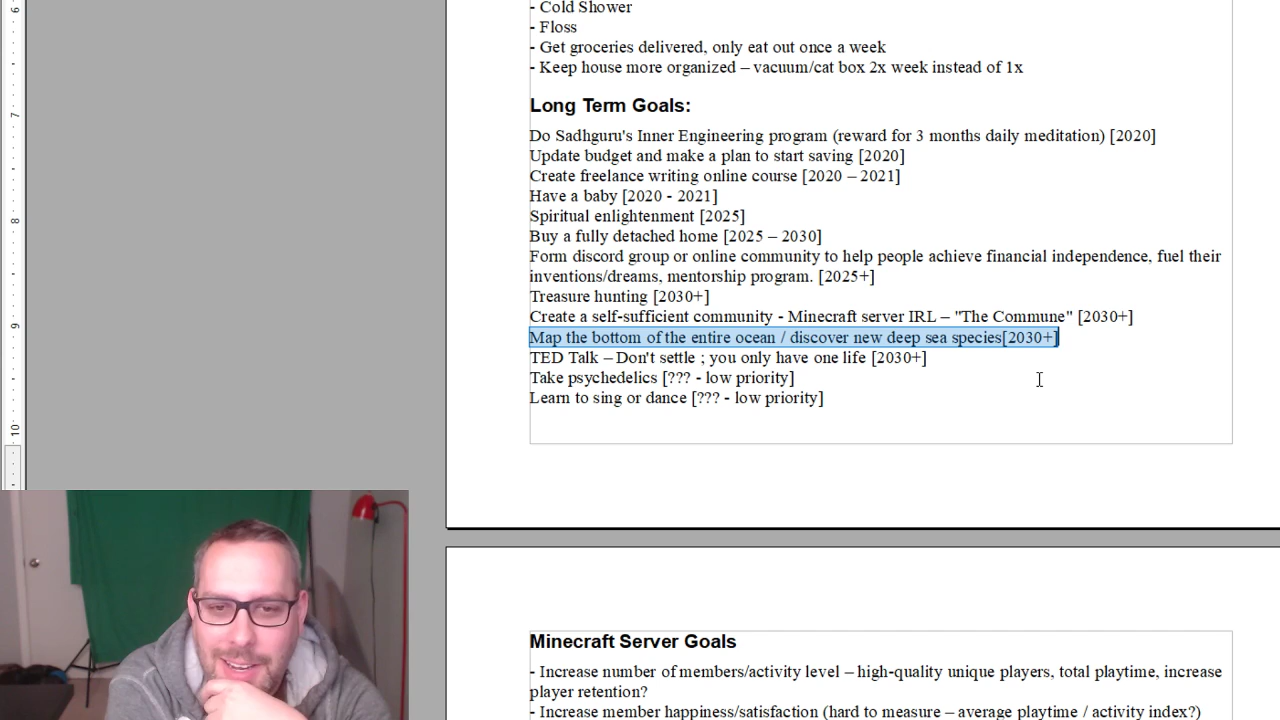 - Cold Shower
- Floss
- Get groceries delivered, only eat out once a week
- Keep house more organized – vacuum/cat box 2x week instead of 1x
Long Term Goals:
Do Sadhguru's Inner Engineering program (reward for 3 months daily meditation) [2020]
Update budget and make a plan to start saving [2020]
Create freelance writing online course [2020 – 2021]
Have a baby [2020 - 2021]
Spiritual enlightenment [2025]
Buy a fully detached home [2025 – 2030]
Form discord group or online community to help people achieve financial independence, fuel their
inventions/dreams, mentorship program. [2025+]
Treasure hunting [2030+]
Create a self-sufficient community - Minecraft server IRL – "The Commune" [2030+]
Map the bottom of the entire ocean / discover new deep sea species[2030+]
TED Talk – Don't settle ; you only have one life [2030+]
Take psychedelics [??? - low priority]
Learn to sing or dance [??? - low priority]
Minecraft Server Goals
- Increase number of members/activity level – high-quality unique players, total playtime, increase
player retention?
- Increase member happiness/satisfaction (hard to measure – average playtime / activity index?)
6
7
8
9
10